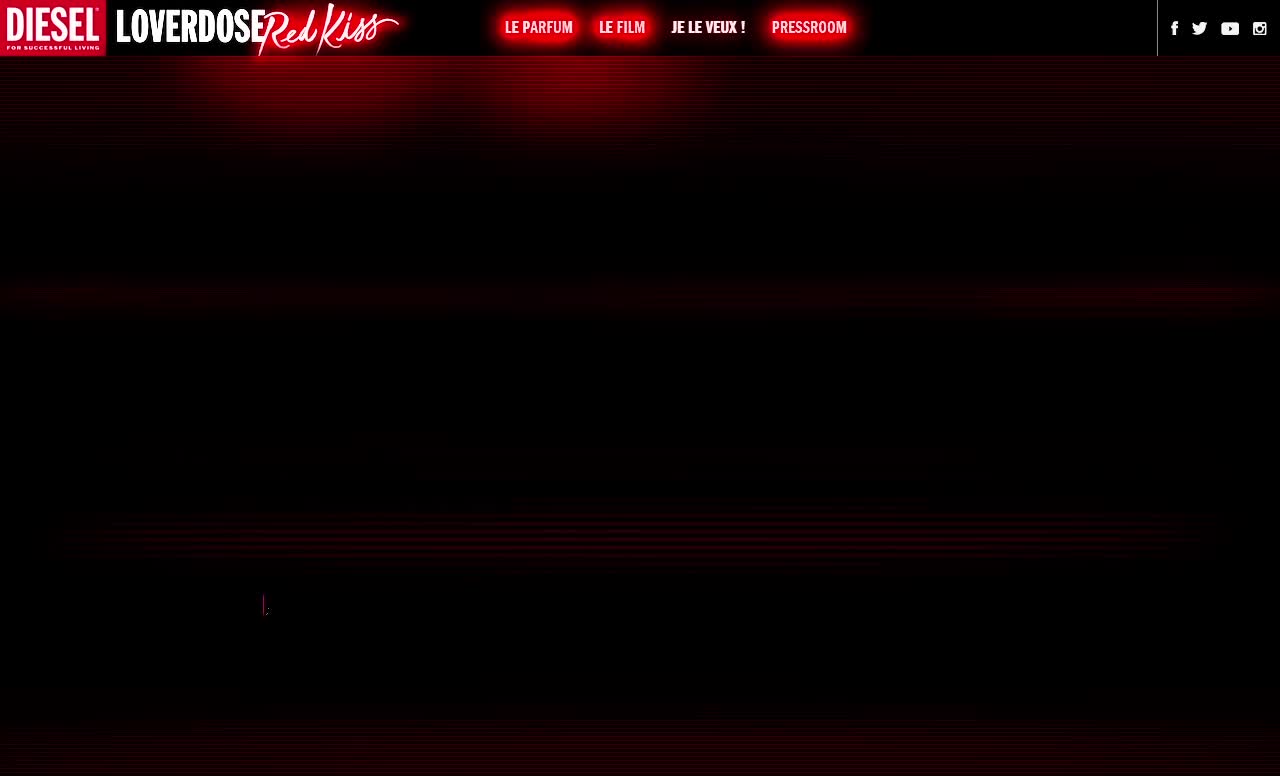 DIESEL
FOR SUCCESSFUL LIVING
LOVERDOSE Red Kiss
LE PARFUM LE FILM JE LE VEUX ! PRESSROOM